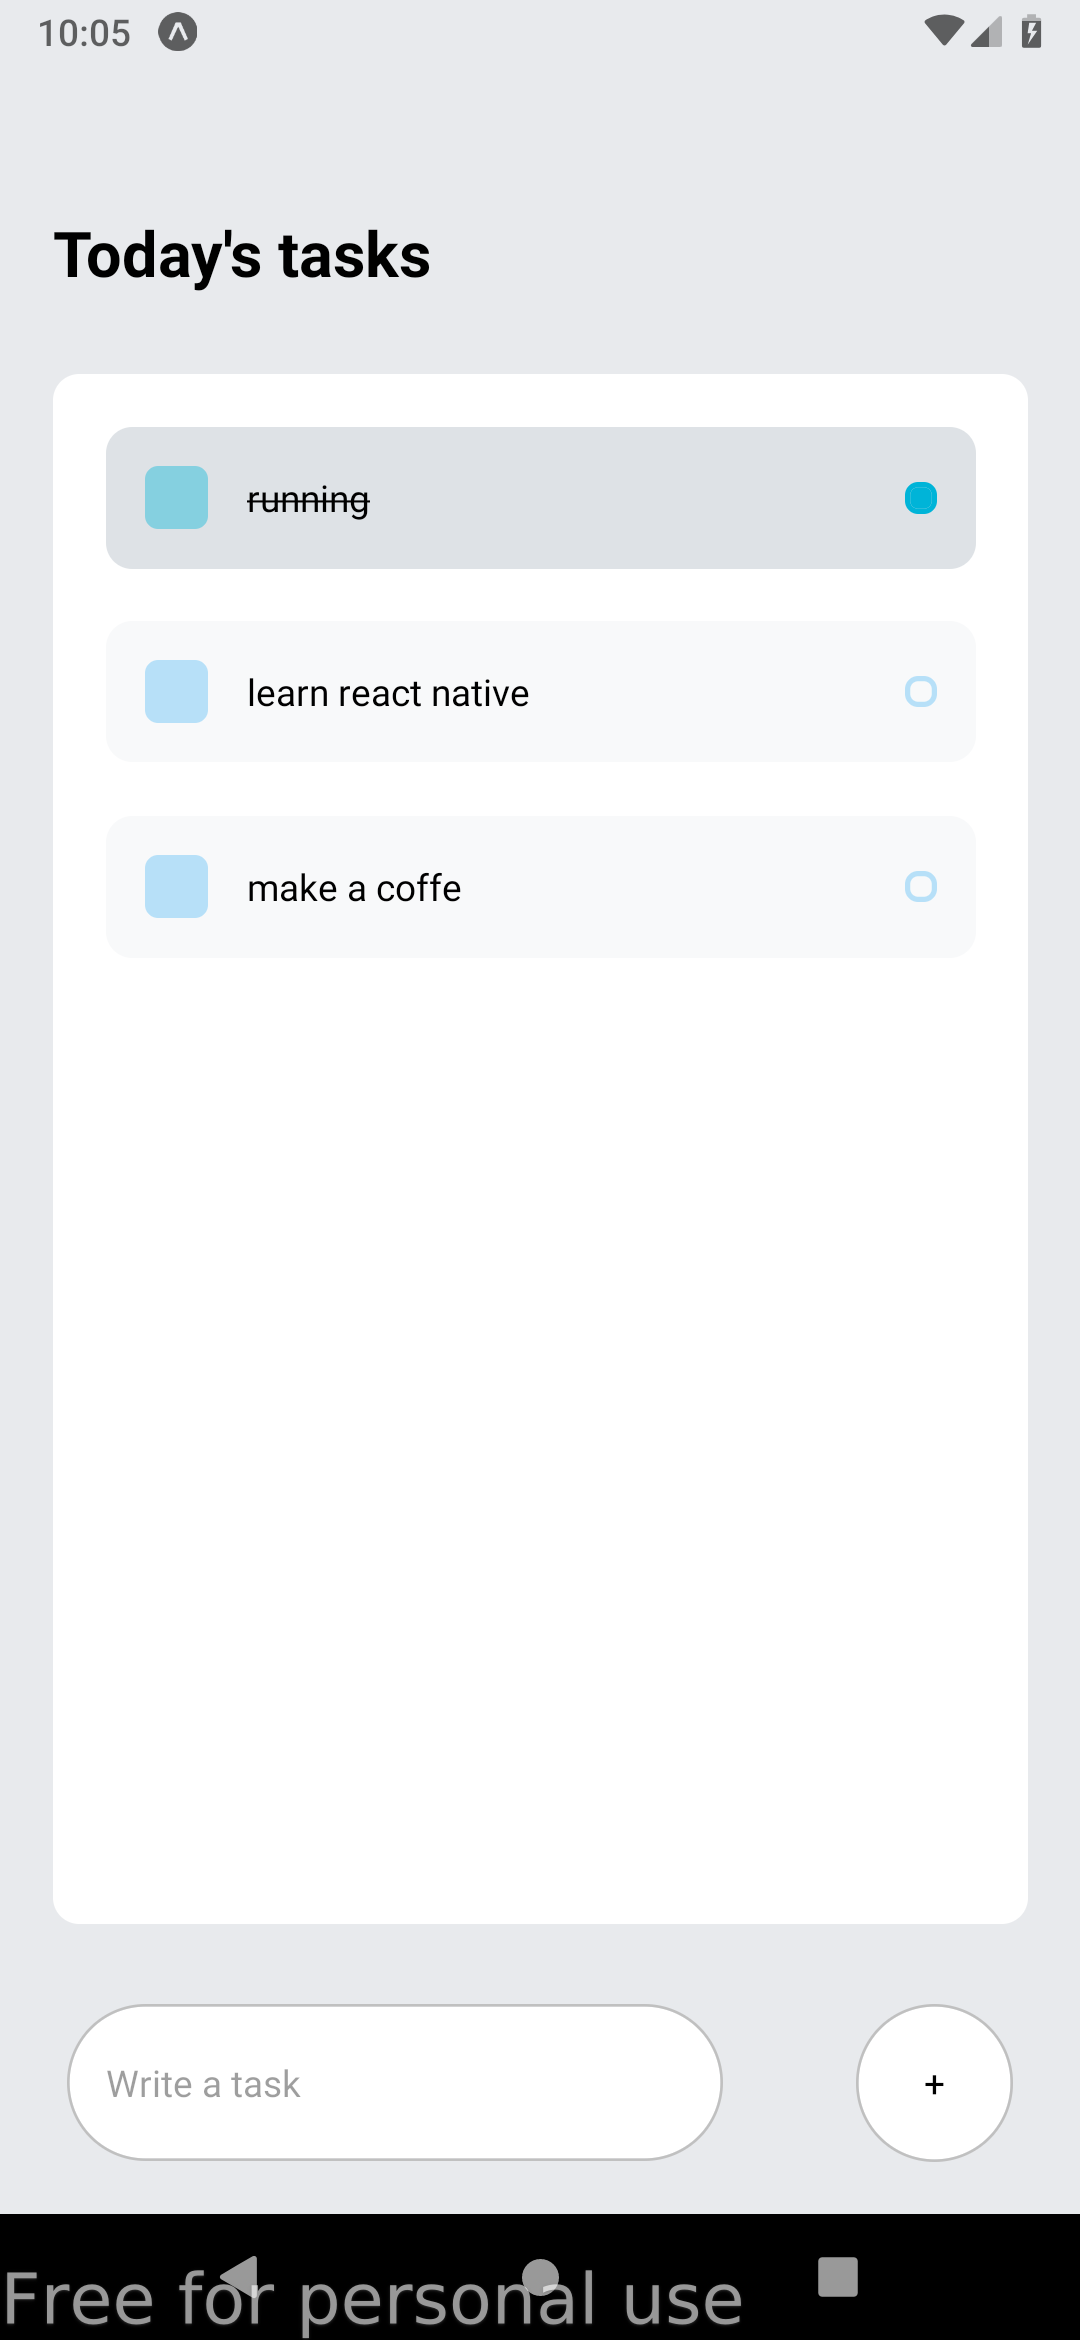 10:05
Today's tasks
running
learn react native
make a coffe
Write a task
+
Free for personal use